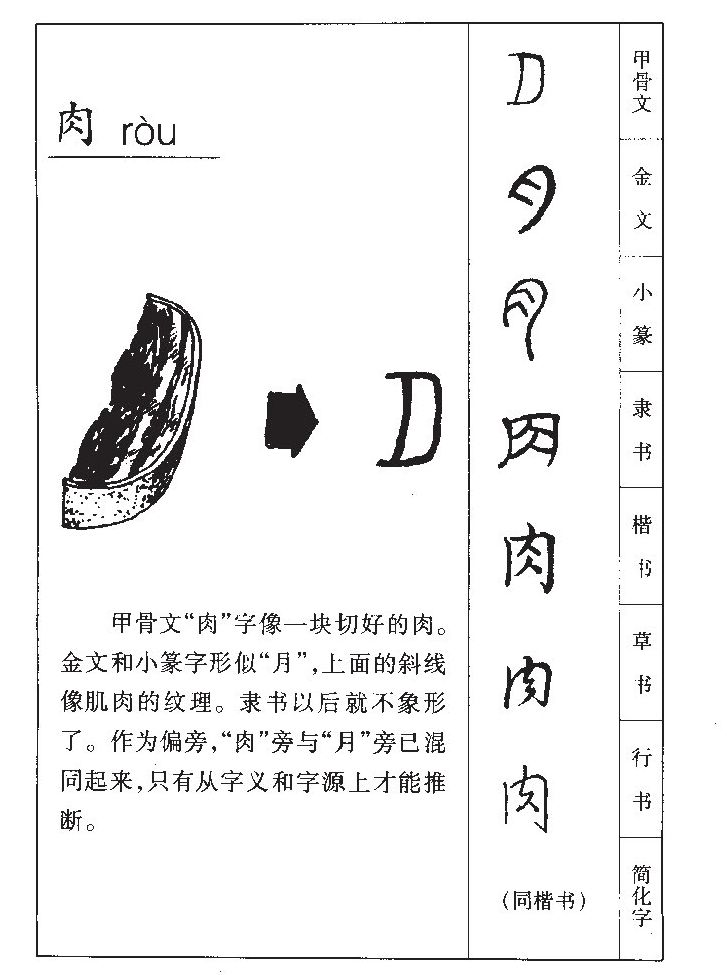 肉 ròu
甲骨文“肉”字像一块切好的肉。
金文和小篆字形似“月”,上面的斜线
像肌肉的纹理。隶书以后就不象形
了。作为偏旁,“肉”旁与“月”旁已混
同起来,只有从字义和字源上才能推
断。
甲骨文
金文
小篆
隶书
肉
楷书
肉
草书
肉
行书
(同楷书)
简化字